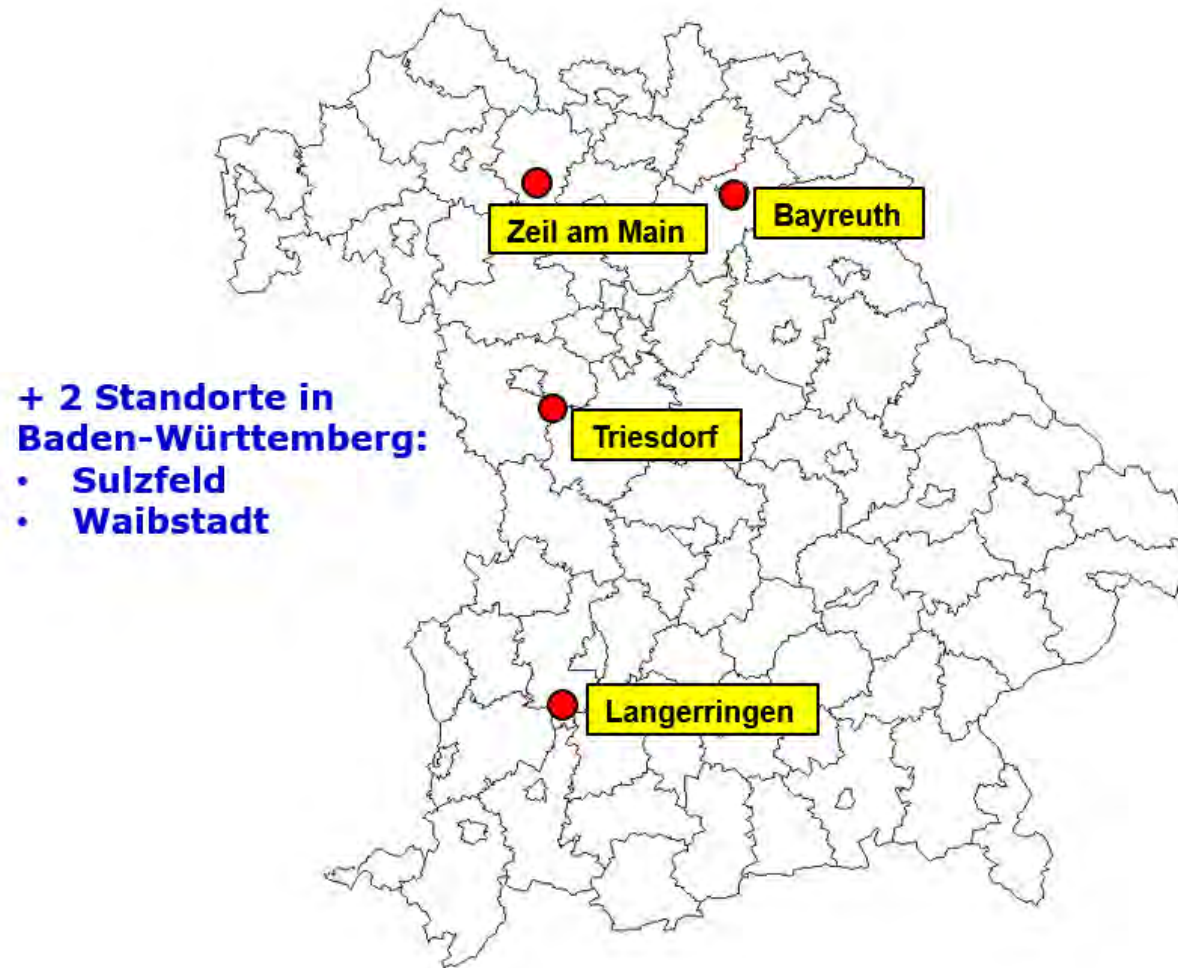 Zeil am Main
Bayreuth
+ 2 Standorte in
Baden-Württemberg:
• Sulzfeld
• Waibstadt
Triesdorf
Langerringen